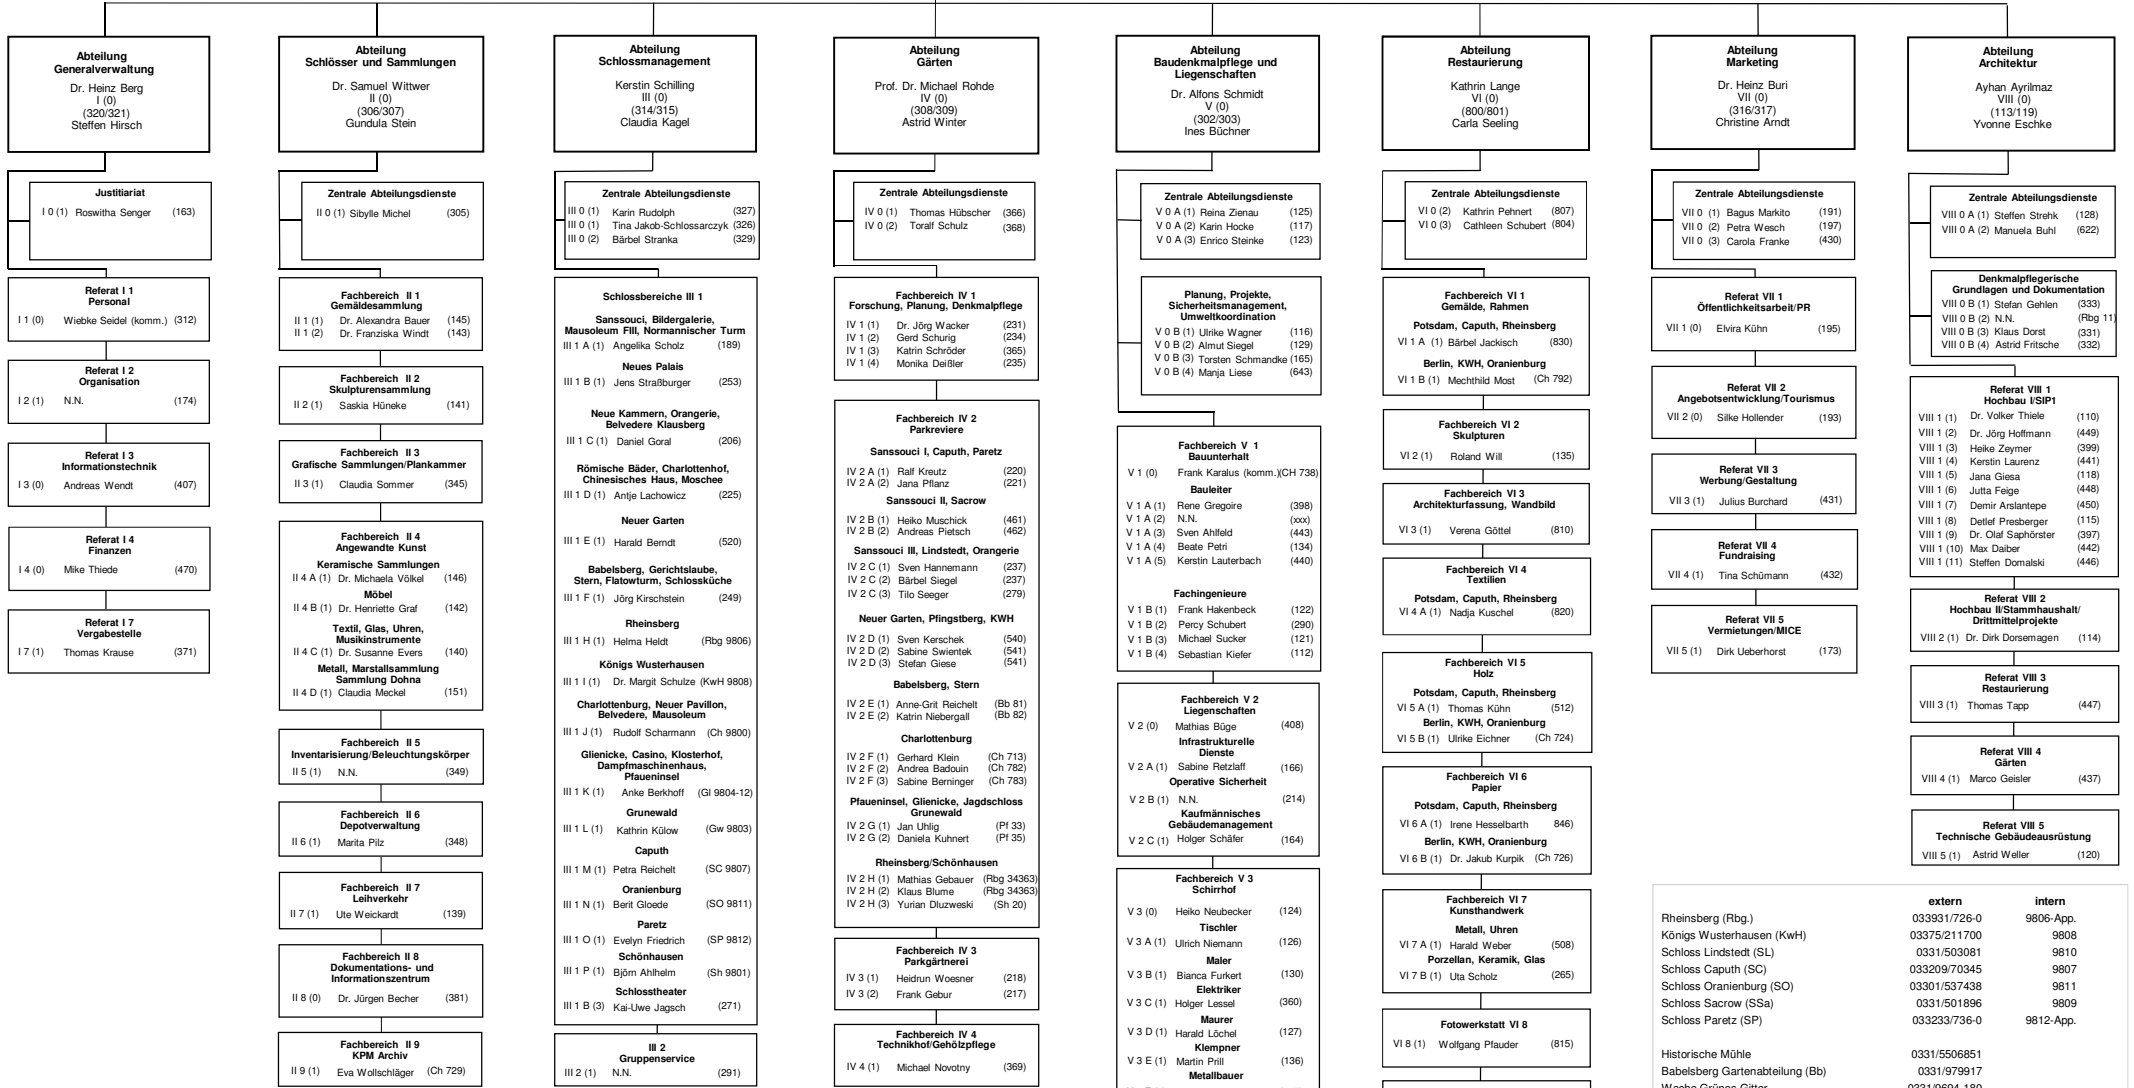 Abteilung
Generalverwaltung
Dr. Heinz Berg
I (0)
(320/321)
Steffen Hirsch
Justitiariat
I 0 (1) Roswitha Senger (163)
Referat I 1
Personal
I 1 (0) Wiebke Seidel (komm.) (312)
Referat I 2
Organisation
I 2 (1) N.N. (174)
Referat I 3
Informationstechnik
I 3 (0) Andreas Wendt (407)
Referat I 4
Finanzen
I 4 (0) Mike Thiede (470)
Referat I 7
Vergabestelle
I 7 (1) Thomas Krause (371)
Abteilung
Schlösser und Sammlungen
Dr. Samuel Wittwer
II (0)
(306/307)
Gundula Stein
Zentrale Abteilungsdienste
II 0 (1) Sibylle Michel (305)
Fachbereich II 1
Gemäldesammlung
II 1 (1) Dr. Alexandra Bauer (145)
II 1 (2) Dr. Franziska Windt (143)
Fachbereich II 2
Skulpturensammlung
II 2 (1) Saskia Hüneke (141)
Fachbereich II 3
Grafische Sammlungen/Plankammer
II 3 (1) Claudia Sommer (345)
Fachbereich II 4
Angewandte Kunst
Keramische Sammlungen
II 4 A (1) Dr. Michaela Völkel (146)
Möbel
II 4 B (1) Dr. Henriette Graf (142)
Textil, Glas, Uhren,
Musikinstrumente
II 4 C (1) Dr. Susanne Evers (140)
Metall, Marstallsammlung
Sammlung Dohna
II 4 D (1) Claudia Meckel (151)
Fachbereich II 5
Inventarisierung/Beleuchtungskörper
II 5 (1) N.N. (349)
Fachbereich II 6
Depotverwaltung
II 6 (1) Marita Pilz (348)
Fachbereich II 7
Leihverkehr
II 7 (1) Ute Weickardt (139)
Fachbereich II 8
Dokumentations- und
Informationszentrum
II 8 (0) Dr. Jürgen Becher (381)
Fachbereich II 9
KPM Archiv
II 9 (1) Eva Wollschläger (Ch 729)
Abteilung
Schlossmanagement
Kerstin Schilling
III (0)
(314/315)
Claudia Kagel
Zentrale Abteilungsdienste
III 0 (1) Karin Rudolph (327)
III 0 (1) Tina Jakob-Schlossarczyk (326)
III 0 (2) Bärbel Stranka (329)
Schlossbereiche III 1
Sanssouci, Bildergalerie,
Mausoleum FIII, Normannischer Turm
III 1 A (1) Angelika Scholz (189)
Neues Palais
III 1 B (1) Jens Straßburger (253)
Neue Kammern, Orangerie,
Belvedere Klausberg
III 1 C (1) Daniel Goral (206)
Römische Bäder, Charlottenhof,
Chinesisches Haus, Moschee
III 1 D (1) Antje Lachowicz (225)
Neuer Garten
III 1 E (1) Harald Berndt (520)
Babelsberg, Gerichtslaube,
Stern, Flatowturm, Schlossküche
III 1 F (1) Jörg Kirschstein (249)
Rheinsberg
III 1 H (1) Helma Heldt (Rbg 9806)
Königs Wusterhausen
III 1 I (1) Dr. Margit Schulze (KwH 9808)
Charlottenburg, Neuer Pavillon,
Belvedere, Mausoleum
III 1 J (1) Rudolf Scharmann (Ch 9800)
Glienicke, Casino, Klosterhof,
Dampfmaschinenhaus,
Pfaueninsel
III 1 K (1) Anke Berkhoff (Gl 9804-12)
Grunewald
III 1 L (1) Kathrin Külow (Gw 9803)
Caputh
III 1 M (1) Petra Reichelt (SC 9807)
Oranienburg
III 1 N (1) Berit Gloede (SO 9811)
Paretz
III 1 O (1) Evelyn Friedrich (SP 9812)
Schönhausen
III 1 P (1) Björn Ahlhelm (Sh 9801)
Schlosstheater
III 1 B (3) Kai-Uwe Jagsch (271)
III 2
Gruppenservice
III 2 (1) N.N. (291)
Abteilung
Gärten
Prof. Dr. Michael Rohde
IV (0)
(308/309)
Astrid Winter
Zentrale Abteilungsdienste
IV 0 (1) Thomas Hübscher (366)
IV 0 (2) Toralf Schulz (368)
Fachbereich IV 1
Forschung, Planung, Denkmalpflege
IV 1 (1) Dr. Jörg Wacker (231)
IV 1 (2) Gerd Schurig (234)
IV 1 (3) Katrin Schröder (365)
IV 1 (4) Monika Deißler (235)
Fachbereich IV 2
Parkreviere
Sanssouci I, Caputh, Paretz
IV 2 A (1) Ralf Kreutz (220)
IV 2 A (2) Jana Pflanz (221)
Sanssouci II, Sacrow
IV 2 B (1) Heiko Muschick (461)
IV 2 B (2) Andreas Pietsch (462)
Sanssouci III, Lindstedt, Orangerie
IV 2 C (1) Sven Hannemann (237)
IV 2 C (2) Bärbel Siegel (237)
IV 2 C (3) Tilo Seeger (279)
Neuer Garten, Pfingstberg, KWH
IV 2 D (1) Sven Kerschek (540)
IV 2 D (2) Sabine Swientek (541)
IV 2 D (3) Stefan Giese (541)
Babelsberg, Stern
IV 2 E (1) Anne-Grit Reichelt (Bb 81)
IV 2 E (2) Katrin Niebergall (Bb 82)
Charlottenburg
IV 2 F (1) Gerhard Klein (Ch 713)
IV 2 F (2) Andrea Badouin (Ch 782)
IV 2 F (3) Sabine Berninger (Ch 783)
Pfaueninsel, Glienicke, Jagdschloss
Grunewald
IV 2 G (1) Jan Uhlig (Pf 33)
IV 2 G (2) Daniela Kuhnert (Pf 35)
Rheinsberg/Schönhausen
IV 2 H (1) Mathias Gebauer (Rbg 34363)
IV 2 H (2) Klaus Blume (Rbg 34363)
IV 2 H (3) Yurian Dluzweski (Sh 20)
Fachbereich IV 3
Parkgärtnerei
IV 3 (1) Heidrun Woesner (218)
IV 3 (2) Frank Gebur (217)
Fachbereich IV 4
Technikhof/Gehölzpflege
IV 4 (1) Michael Novotny (369)
Abteilung
Baudenkmalpflege und
Liegenschaften
Dr. Alfons Schmidt
V (0)
(302/303)
Ines Büchner
Zentrale Abteilungsdienste
V 0 A (1) Reina Zienau (125)
V 0 A (2) Karin Hocke (117)
V 0 A (3) Enrico Steinke (123)
Planung, Projekte,
Sicherheitsmanagement,
Umweltkoordination
V 0 B (1) Ulrike Wagner (116)
V 0 B (2) Almut Siegel (129)
V 0 B (3) Torsten Schmandke (165)
V 0 B (4) Manja Liese (643)
Fachbereich V 1
Bauunterhalt
V 1 (0) Frank Karalus (komm.)(CH 738)
Bauleiter
V 1 A (1) Rene Gregoire (398)
V 1 A (2) N.N. (xxx)
V 1 A (3) Sven Ahlfeld (443)
V 1 A (4) Beate Petri (134)
V 1 A (5) Kerstin Lauterbach (440)
Fachingenieure
V 1 B (1) Frank Hakenbeck (122)
V 1 B (2) Percy Schubert (290)
V 1 B (3) Michael Sucker (121)
V 1 B (4) Sebastian Kiefer (112)
Fachbereich V 2
Liegenschaften
V 2 (0) Mathias Büge (408)
Infrastrukturelle
Dienste
V 2 A (1) Sabine Retzlaff (166)
Operative Sicherheit
V 2 B (1) N.N. (214)
Kaufmännisches
Gebäudemanagement
V 2 C (1) Holger Schäfer (164)
Fachbereich V 3
Schirrhof
V 3 (0) Heiko Neubecker (124)
Tischler
V 3 A (1) Ulrich Niemann (126)
Maler
V 3 B (1) Bianca Furkert (130)
Elektriker
V 3 C (1) Holger Lessel (360)
Maurer
V 3 D (1) Harald Löchel (127)
Klempner
V 3 E (1) Martin Prill (136)
Metallbauer
Abteilung
Restaurierung
Kathrin Lange
VI (0)
(800/801)
Carla Seeling
Zentrale Abteilungsdienste
VI 0 (2) Kathrin Pehnert (807)
VI 0 (3) Cathleen Schubert (804)
Fachbereich VI 1
Gemälde, Rahmen
Potsdam, Caputh, Rheinsberg
VI 1 A (1) Bärbel Jackisch (830)
Berlin, KWH, Oranienburg
VI 1 B (1) Mechthild Most (Ch 792)
Fachbereich VI 2
Skulpturen
VI 2 (1) Roland Will (135)
Fachbereich VI 3
Architekturfassung, Wandbild
VI 3 (1) Verena Göttel (810)
Fachbereich VI 4
Textilien
Potsdam, Caputh, Rheinsberg
VI 4 A (1) Nadja Kuschel (820)
Fachbereich VI 5
Holz
Potsdam, Caputh, Rheinsberg
VI 5 A (1) Thomas Kühn (512)
Berlin, KWH, Oranienburg
VI 5 B (1) Ulrike Eichner (Ch 724)
Fachbereich VI 6
Papier
Potsdam, Caputh, Rheinsberg
VI 6 A (1) Irene Hesselbarth 846)
Berlin, KWH, Oranienburg
VI 6 B (1) Dr. Jakub Kurpik (Ch 726)
Fachbereich VI 7
Kunsthandwerk
Metall, Uhren
VI 7 A (1) Harald Weber (508)
Porzellan, Keramik, Glas
VI 7 B (1) Uta Scholz (265)
Fotowerkstatt VI 8
VI 8 (1) Wolfgang Pfauder (815)
Abteilung
Marketing
Dr. Heinz Buri
VII (0)
(316/317)
Christine Arndt
Zentrale Abteilungsdienste
VII 0 (1) Bagus Markito (191)
VII 0 (2) Petra Wesch (197)
VII 0 (3) Carola Franke (430)
Referat VII 1
Öffentlichkeitsarbeit/PR
VII 1 (0) Elvira Kühn (195)
Referat VII 2
Angebotsentwicklung/Tourismus
VII 2 (0) Silke Hollender (193)
Referat VII 3
Werbung/Gestaltung
VII 3 (1) Julius Burchard (431)
Referat VII 4
Fundraising
VII 4 (1) Tina Schümann (432)
Referat VII 5
Vermietungen/MICE
VII 5 (1) Dirk Ueberhorst (173)
Abteilung
Architektur
Ayhan Ayrilmaz
VIII (0)
(113/119)
Yvonne Eschke
Zentrale Abteilungsdienste
VIII 0 A (1) Steffen Strehk (128)
VIII 0 A (2) Manuela Buhl (622)
Denkmalpflegerische
Grundlagen und Dokumentation
VIII 0 B (1) Stefan Gehlen (333)
VIII 0 B (2) N.N. (Rbg 11)
VIII 0 B (3) Klaus Dorst (331)
VIII 0 B (4) Astrid Fritsche (332)
Referat VIII 1
Hochbau I/SIP1
VIII 1 (1) Dr. Volker Thiele (110)
VIII 1 (2) Dr. Jörg Hoffmann (449)
VIII 1 (3) Heike Zeymer (399)
VIII 1 (4) Kerstin Laurenz (441)
VIII 1 (5) Jana Giesa (118)
VIII 1 (6) Jutta Feige (448)
VIII 1 (7) Demir Arslantepe (450)
VIII 1 (8) Detlef Presberger (115)
VIII 1 (9) Dr. Olaf Saphörster (397)
VIII 1 (10) Max Daiber (442)
VIII 1 (11) Steffen Domalski (446)
Referat VIII 2
Hochbau II/Stammhaushalt/
Drittmittelprojekte
VIII 2 (1) Dr. Dirk Dorsemagen (114)
Referat VIII 3
Restaurierung
VIII 3 (1) Thomas Tapp (447)
Referat VIII 4
Gärten
VIII 4 (1) Marco Geisler (437)
Referat VIII 5
Technische Gebäudeausrüstung
VIII 5 (1) Astrid Weller (120)
extern intern
Rheinsberg (Rbg.) 033931/726-0 9806-App.
Königs Wusterhausen (KwH) 03375/211700 9808
Schloss Lindstedt (SL) 0331/503081 9810
Schloss Caputh (SC) 033209/70345 9807
Schloss Oranienburg (SO) 03301/537438 9811
Schloss Sacrow (SSa) 0331/501896 9809
Schloss Paretz (SP) 033233/736-0 9812-App.
Historische Mühle 0331/5506851
Babelsberg Gartenabteilung (Bb) 0331/979917
Wache Grünes Gitter 0331/9694-180